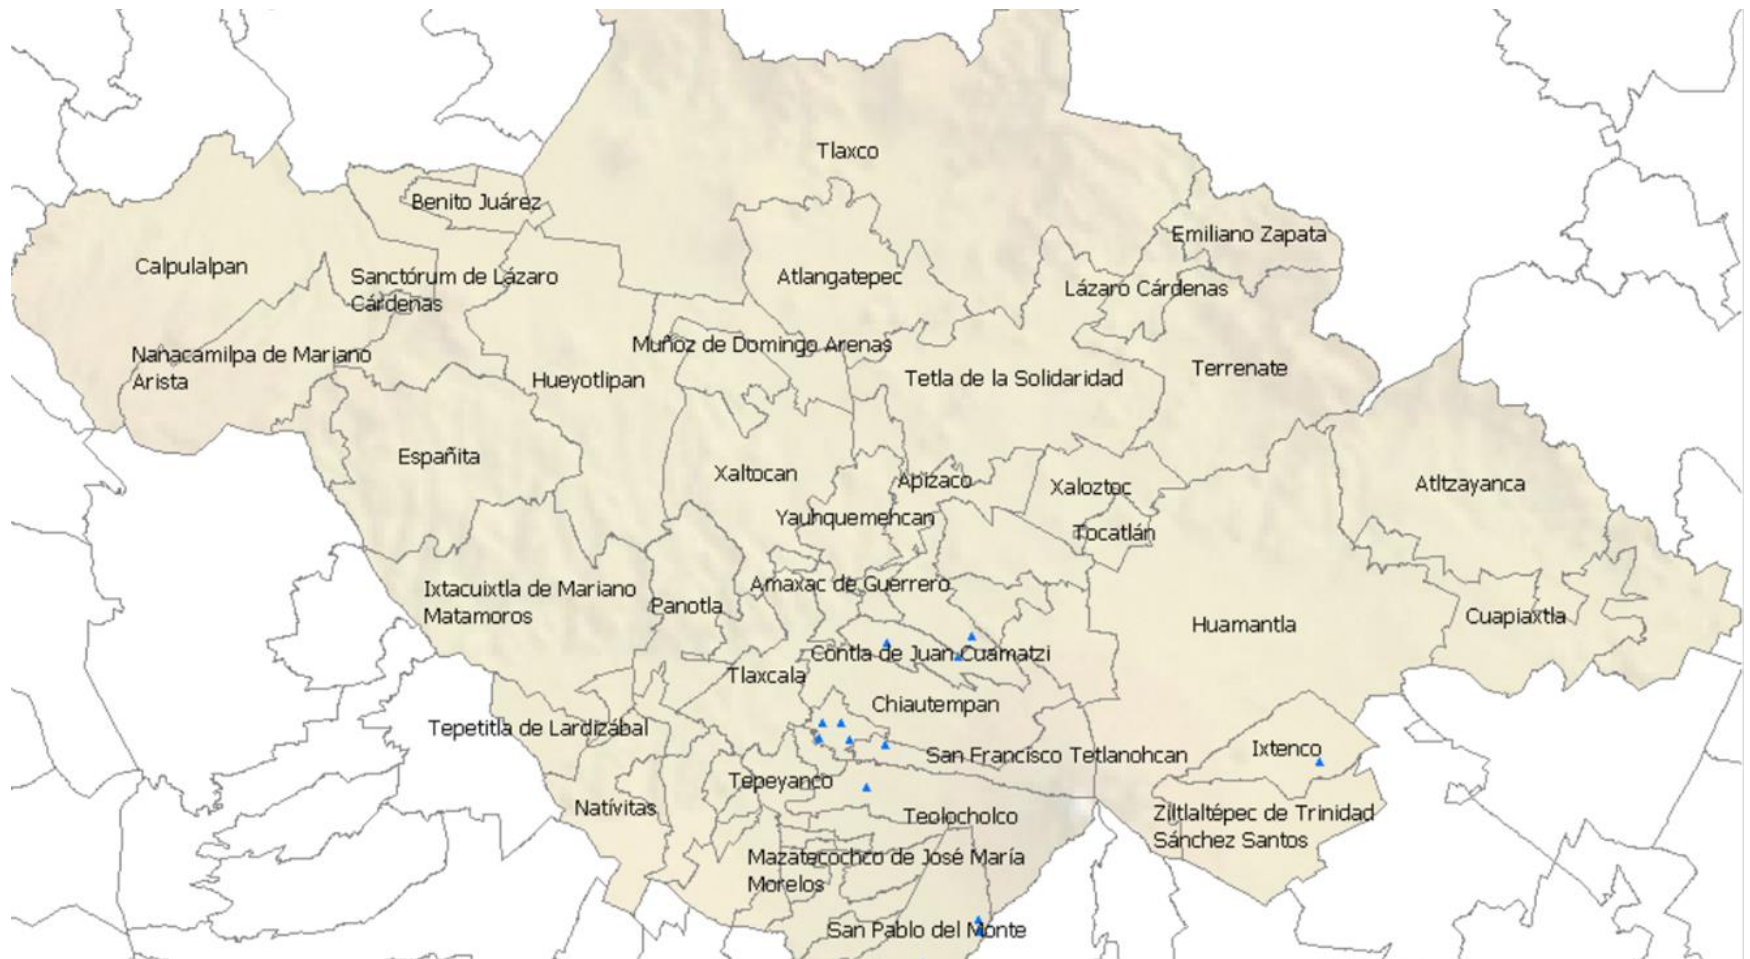 Tlaxco
Benito Juárez
Emiliano Zapata
Calpulalpan
Sanctórum de Lázaro
Cárdenas
Atlangatepec
Lázaro Cárdenas
Muñoz de Domingo Arenas
Nanacamilpa de Mariano
Arista
Hueyotlipan
Tetla de la Solidaridad
Terrenate
Españita
Xaltocan
Apizaco
Xaloztoc
Atltzayanca
Yauhquemehcan
Tocatlán
Amaxac de Guerrero
Ixtacuixtla de Mariano
Matamoros
Panotla
Huamantla
Cuapiaxtla
Contla de Juan Cuamatzi
Tlaxcala
Chiautempan
Tepetitla de Lardizábal
San Francisco Tetlanohcan
Ixtenco
Tepeyanco
Natívitas
Teolocholco
Ziltlaltépec de Trinidad
Sánchez Santos
Mazatecochco de José María
Morelos
San Pablo del Monte